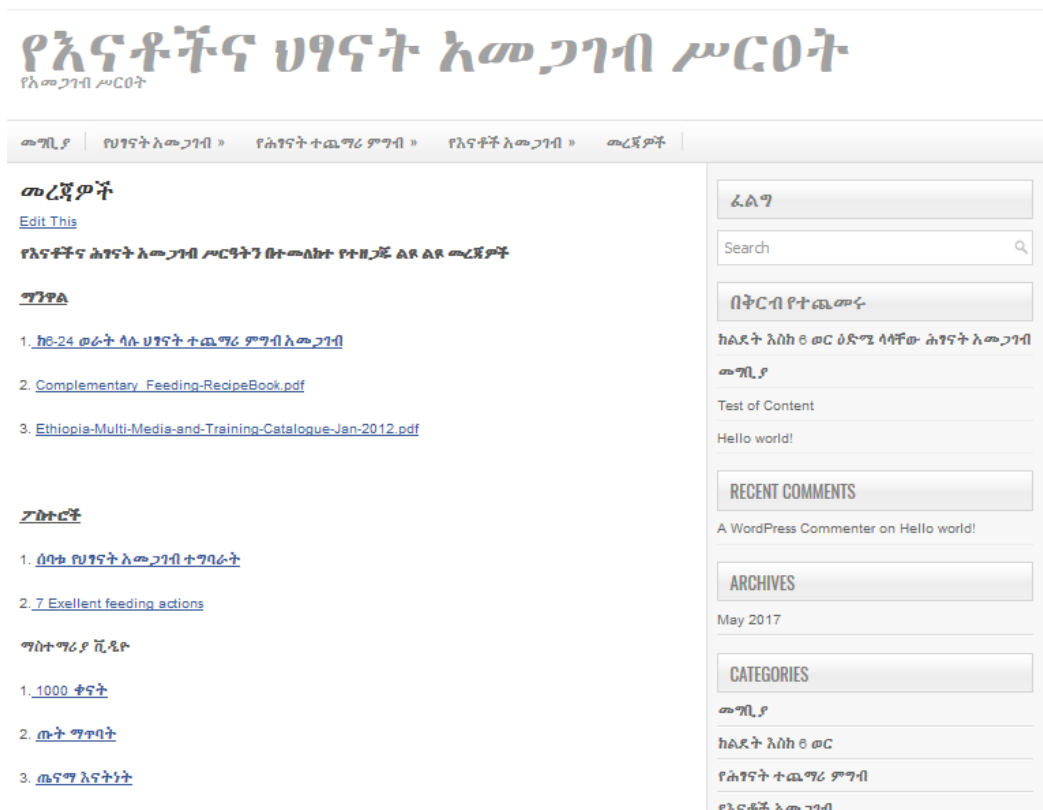 የእናቶችና ህፃናት አመጋገብ ሥርዐት
የአመጋገብ ሥርዐት
መግቢያ
የህፃናት አመጋገብ »
የሕፃናት ተጨማሪ ምግብ »
የእናቶች አመጋገብ »
መረጃዎች
መረጃዎች
Edit This
የእናቶችና ሕፃናት አመጋገብ ሥርዓትን በተመለከተ የተዘጋጁ ልዩ ልዩ መረጃዎች
ማንዋል
1. ከ6-24 ወራት ላሉ ህፃናት ተጨማሪ ምግብ አመጋገብ
2. Complementary_Feeding-RecipeBook.pdf
3. Ethiopia-Multi-Media-and-Training-Catalogue-Jan-2012.pdf
ፖስተሮች
1. ሰባቱ የህፃናት አመጋገብ ተግባራት
2. 7 Exellent feeding actions
ማስተማሪያ ቪዲዮ
1. 1000 ቀናት
2. ጡት ማጥባት
3. ጤናማ እናትነት
ፈልግ
Search
በቅርብ የተጨመሩ
ከልደት እስከ 6 ወር ዕድሜ ላላቸው ሕፃናት አመጋገብ
መግቢያ
Test of Content
Hello world!
RECENT COMMENTS
A WordPress Commenter on Hello world!
ARCHIVES
May 2017
CATEGORIES
መግቢያ
ከልደት እስከ 6 ወር
የሕፃናት ተጨማሪ ምግብ
የእናቶች አመጋገብ